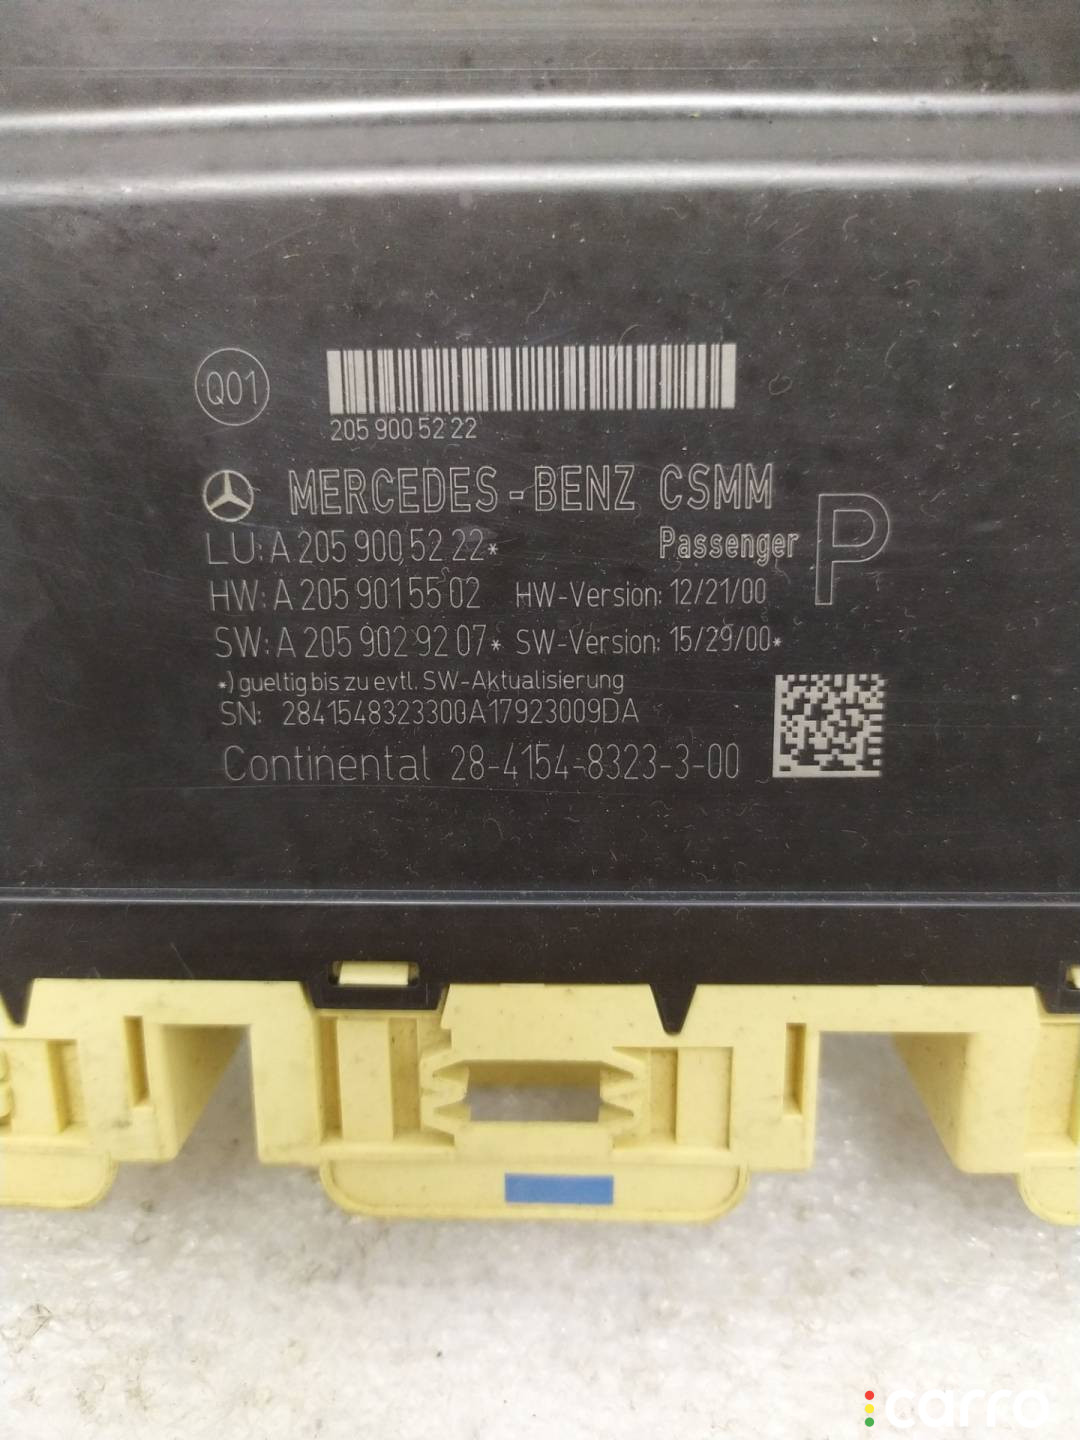 Q01
205 900 52 22
MERCEDES-BENZ CSMM
LU: A 205 900 52 22*
Passenger
P
HW: A 205 901 55 02 HW-Version: 12/21/00
SW: A 205 902 92 07* SW-Version: 15/29/00*
*) gueltig bis zu evtl. SW-Aktualisierung
SN: 2841548323300A17923009DA
Continental 28-4154-8323-3-00
carro